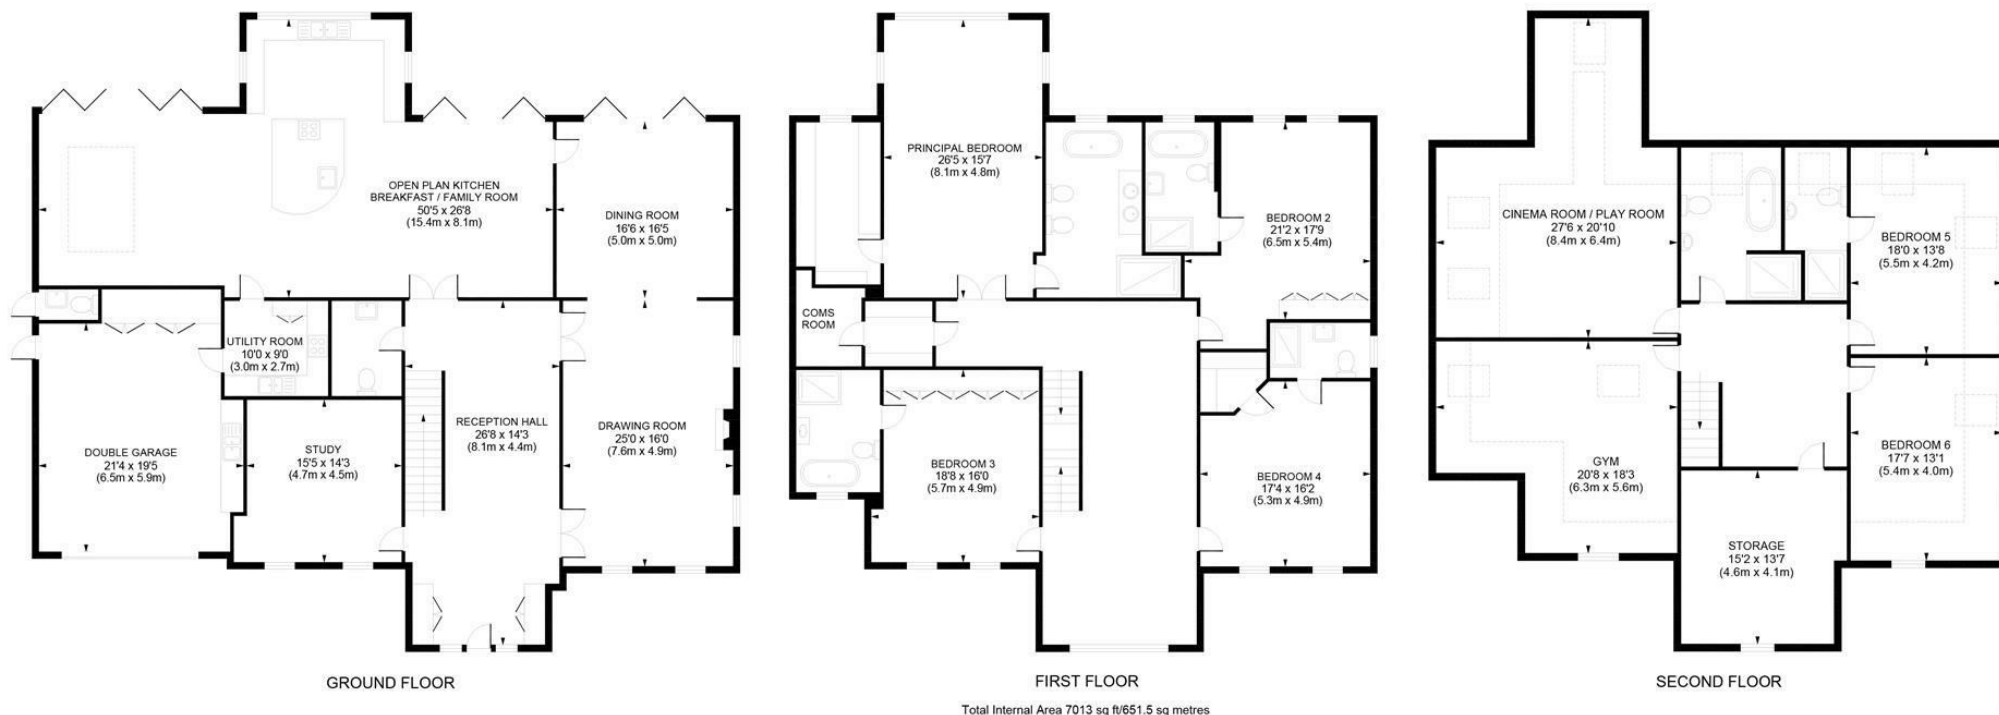 OPEN PLAN KITCHEN
BREAKFAST / FAMILY ROOM
50'5 x 26'8
(15.4m x 8.1m)
DINING ROOM
16'6 x 16'5
(5.0m x 5.0m)
UTILITY ROOM
10'0 x 9'0
(3.0m x 2.7m)
DOUBLE GARAGE
21'4 x 19'5
(6.5m x 5.9m)
STUDY
15'5 x 14'3
(4.7m x 4.5m)
RECEPTION HALL
26'8 x 14'3
(8.1m x 4.4m)
DRAWING ROOM
25'0 x 16'0
(7.6m x 4.9m)
GROUND FLOOR
PRINCIPAL BEDROOM
26'5 x 15'7
(8.1m x 4.8m)
BEDROOM 2
21'2 x 17'9
(6.5m x 5.4m)
COMS
ROOM
BEDROOM 3
18'8 x 16'0
(5.7m x 4.9m)
BEDROOM 4
17'4 x 16'2
(5.3m x 4.9m)
FIRST FLOOR
CINEMA ROOM / PLAY ROOM
27'6 x 20'10
(8.4m x 6.4m)
BEDROOM 5
18'0 x 13'8
(5.5m x 4.2m)
GYM
20'8 x 18'3
(6.3m x 5.6m)
BEDROOM 6
17'7 x 13'1
(5.4m x 4.0m)
STORAGE
15'2 x 13'7
(4.6m x 4.1m)
SECOND FLOOR
Total Internal Area 7013 sq ft/651.5 sq metres